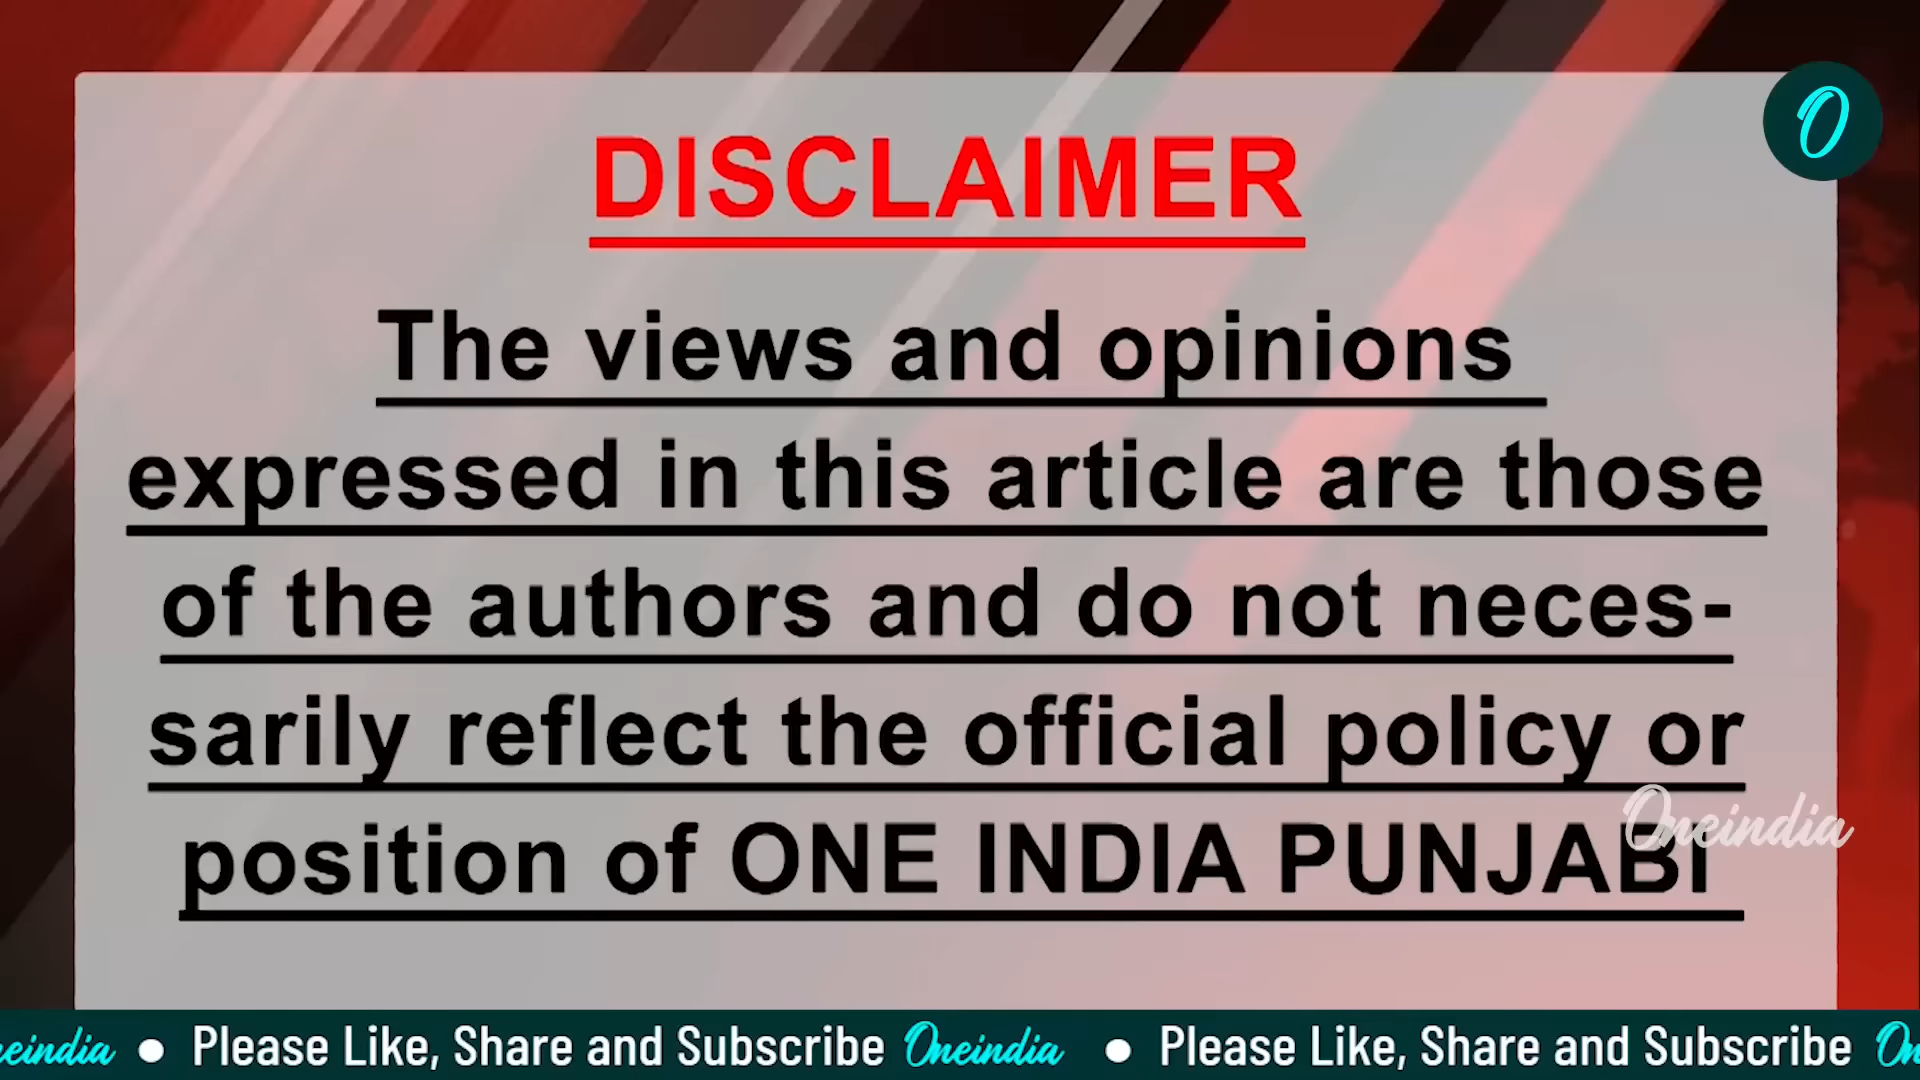 O
DISCLAIMER
The views and opinions
expressed in this article are those
of the authors and do not neces-
sarily reflect the official policy or
Oneindia
position of ONE INDIA PUNJABI
neindia ● Please Like, Share and Subscribe Oneindia ● Please Like, Share and Subscribe On